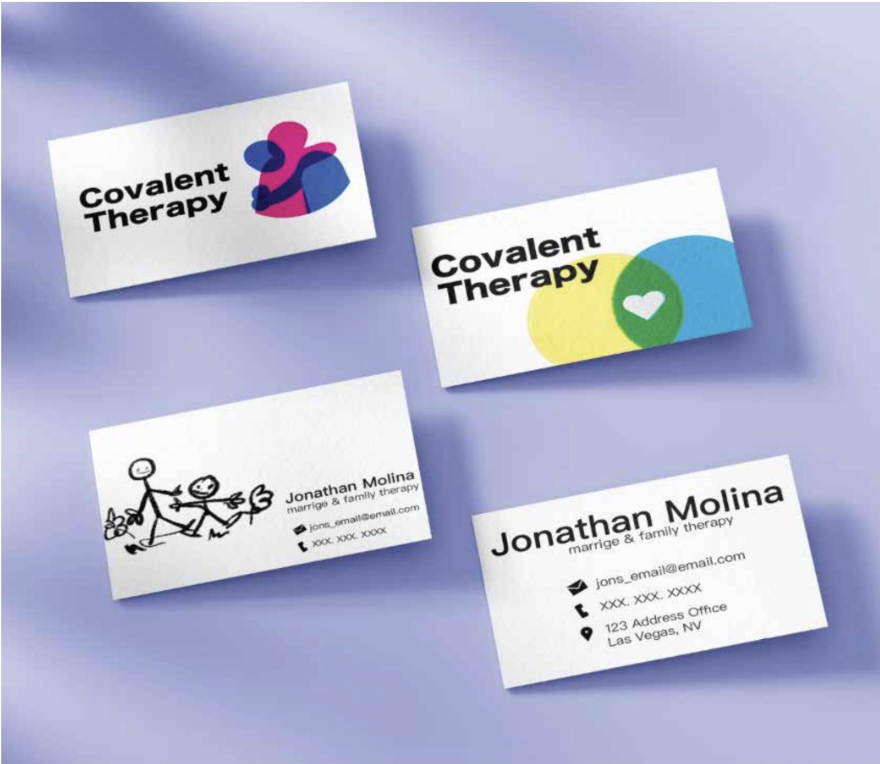 Covalent
Therapy
Covalent
Therapy
Jonathan Molina
marrige & family therapy
jons_email@email.com
XXX. XXX. XXXX
Jonathan Molina
marrige & family therapy
jons_email@email.com
XXX. XXX. XXXX
123 Address Office
Las Vegas, NV